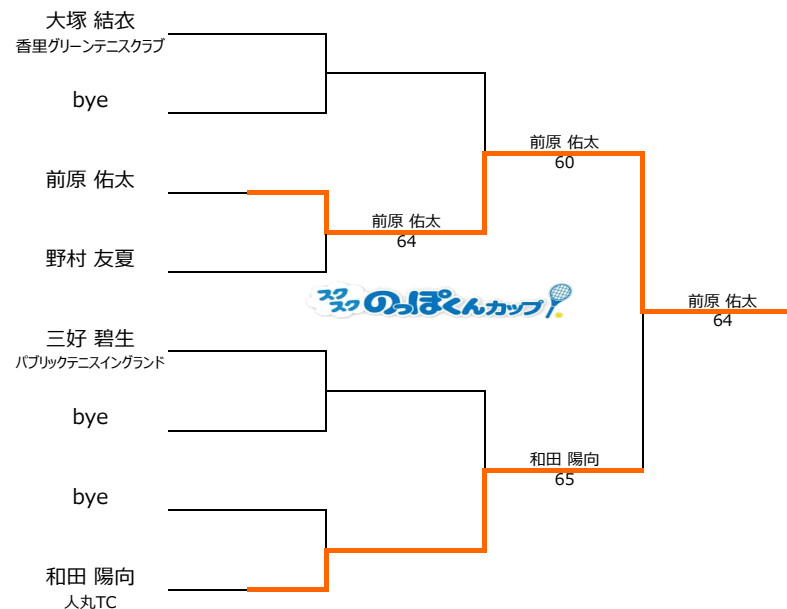 大塚 結衣
香里グリーンテニスクラブ
bye
前原 佑太
60
前原 佑太
前原 佑太
64
野村 友夏
スクスク のっぽくんカップ
前原 佑太
64
三好 碧生
パブリックテニスイングランド
bye
和田 陽向
65
bye
和田 陽向
人丸TC